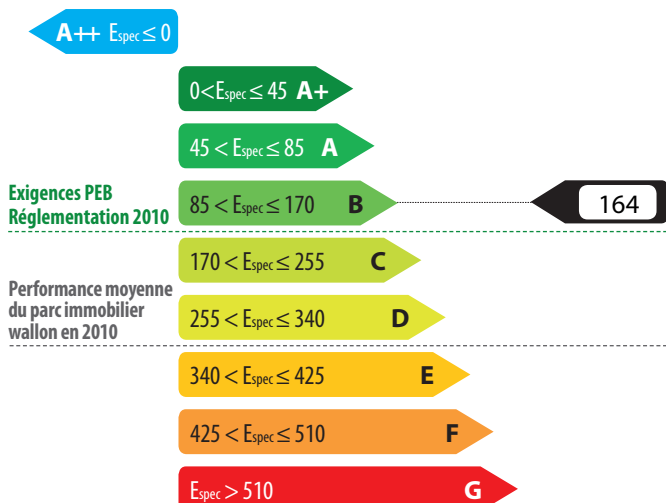 A++ Espec ≤ 0
0<Espec ≤ 45 A+
45 < Espec ≤ 85 A
Exigences PEB
Réglementation 2010
85 < Espec ≤ 170 B
164
170 < Espec ≤ 255 C
Performance moyenne
du parc immobilier
wallon en 2010
255 < Espec ≤ 340 D
340 < Espec ≤ 425 E
425 < Espec ≤ 510 F
Espec > 510 G